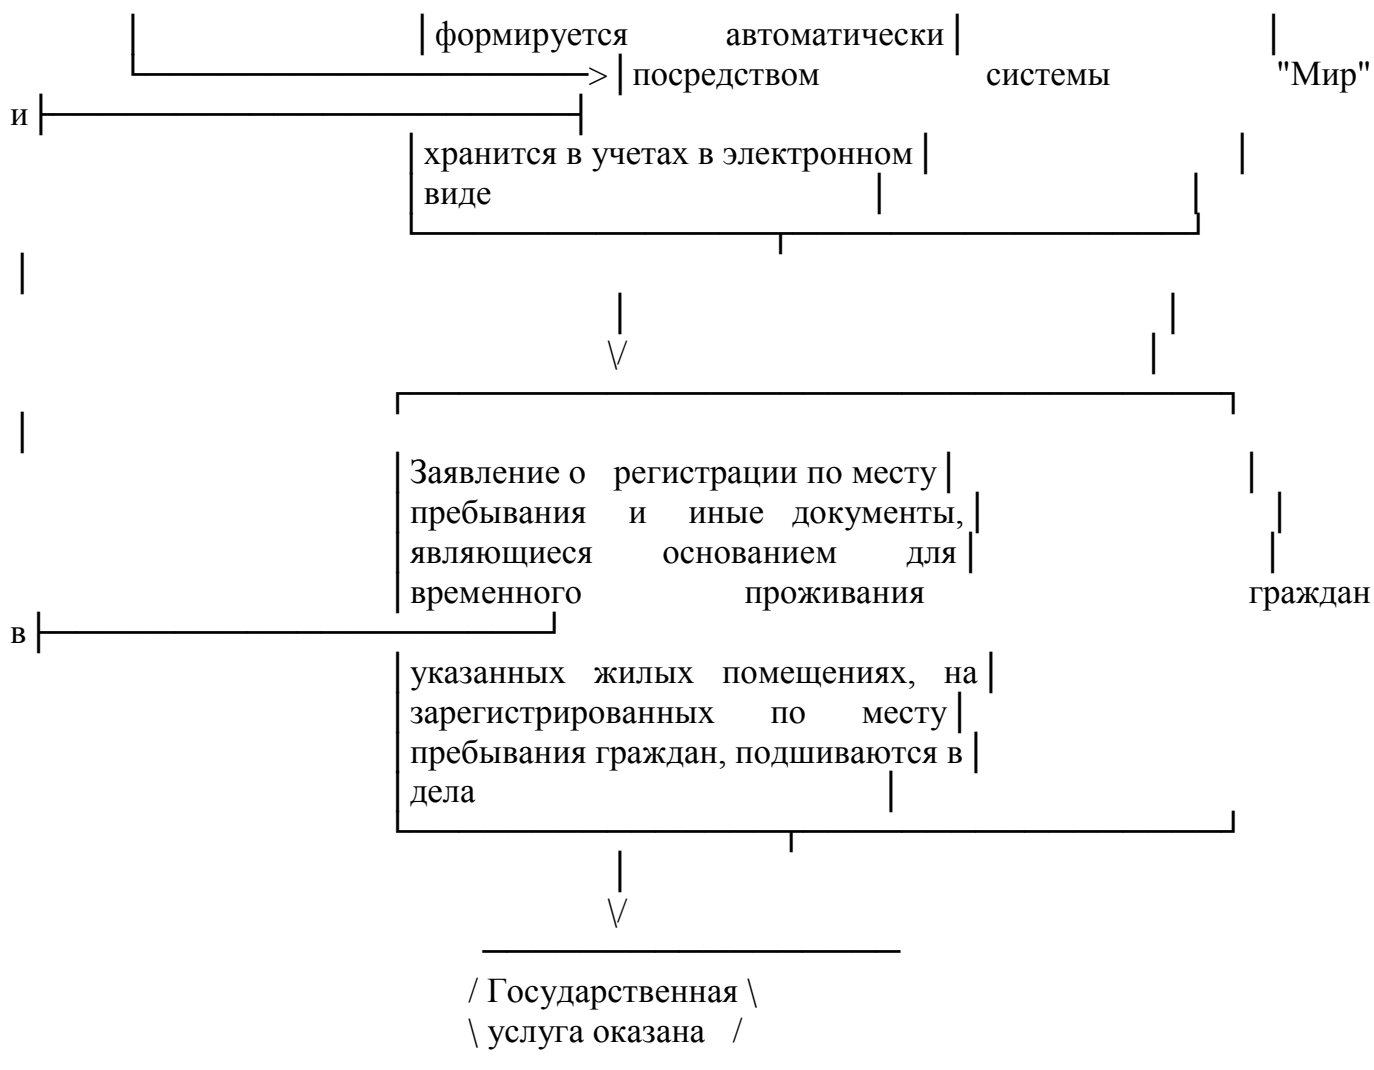 формируется автоматически
посредством системы "Мир"
и
хранится в учетах в электронном
виде
Заявление о регистрации по месту
пребывания и иные документы,
являющиеся основанием для
временного проживания граждан
в
указанных жилых помещениях, на
зарегистрированных по месту
пребывания граждан, подшиваются в
дела
/ Государственная \
\ услуга оказана /